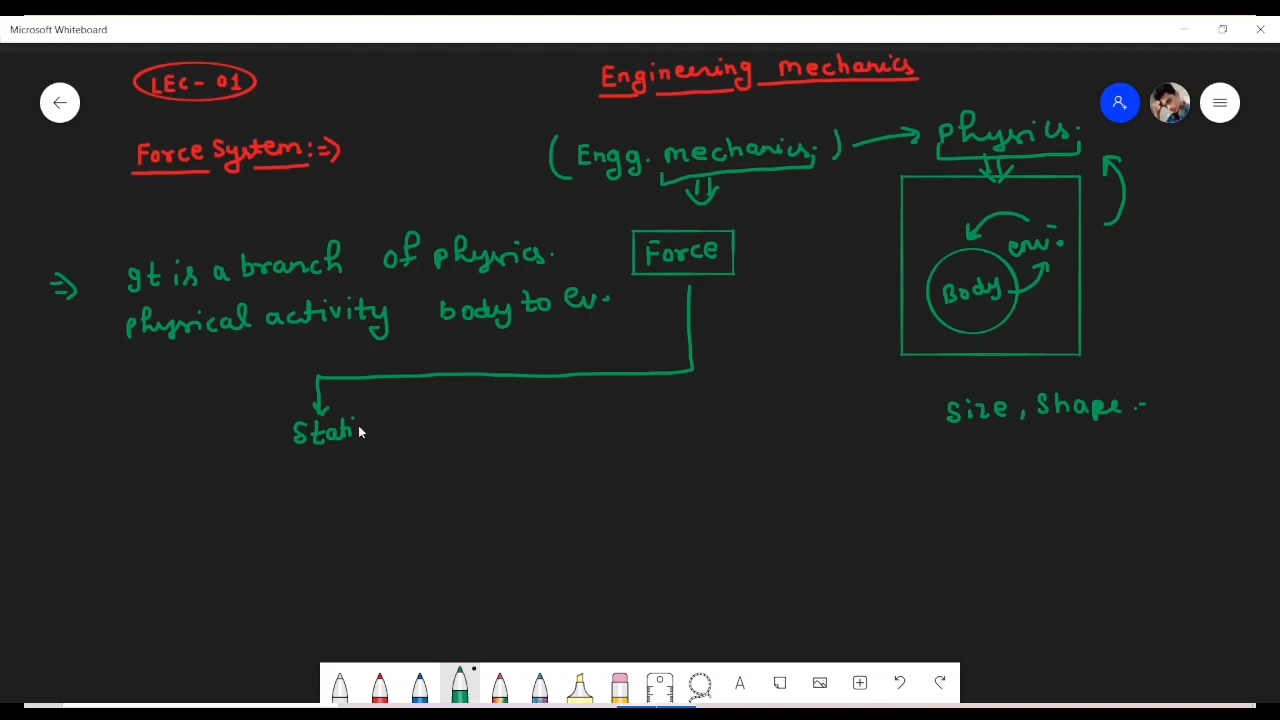 Microsoft Whiteboard
LEC - 01
Engineering mechanics
Force System :⇒
(Engg. mechanics.) → physics.
⇒ It is a branch of physics.
physical activity body to Ev.
Force
env.
Body
Size, Shape.
Stati
A